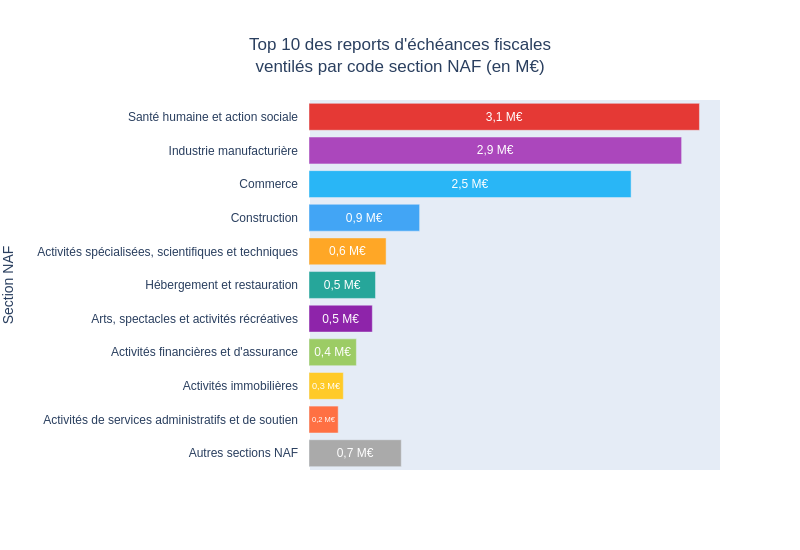 Top 10 des reports d'échéances fiscales
ventilés par code section NAF (en M€)
Section NAF
Santé humaine et action sociale 3,1 M€
Industrie manufacturière 2,9 M€
Commerce 2,5 M€
Construction 0,9 M€
Activités spécialisées, scientifiques et techniques 0,6 M€
Hébergement et restauration 0,5 M€
Arts, spectacles et activités récréatives 0,5 M€
Activités financières et d'assurance 0,4 M€
Activités immobilières 0,3 M€
Activités de services administratifs et de soutien 0,2 M€
Autres sections NAF 0,7 M€